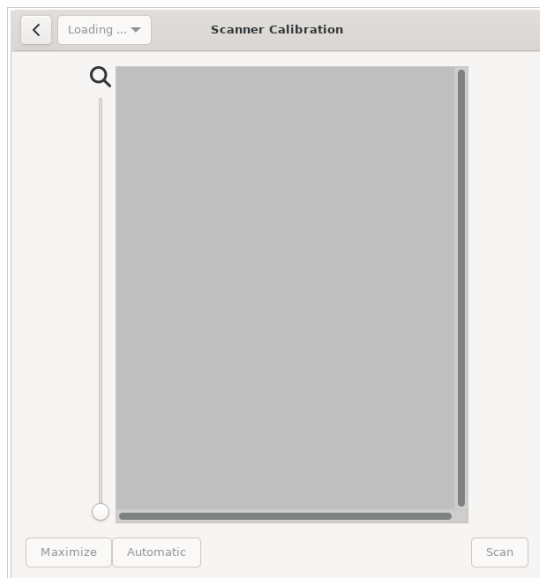 Loading ...
Scanner Calibration
Maximize
Automatic
Scan